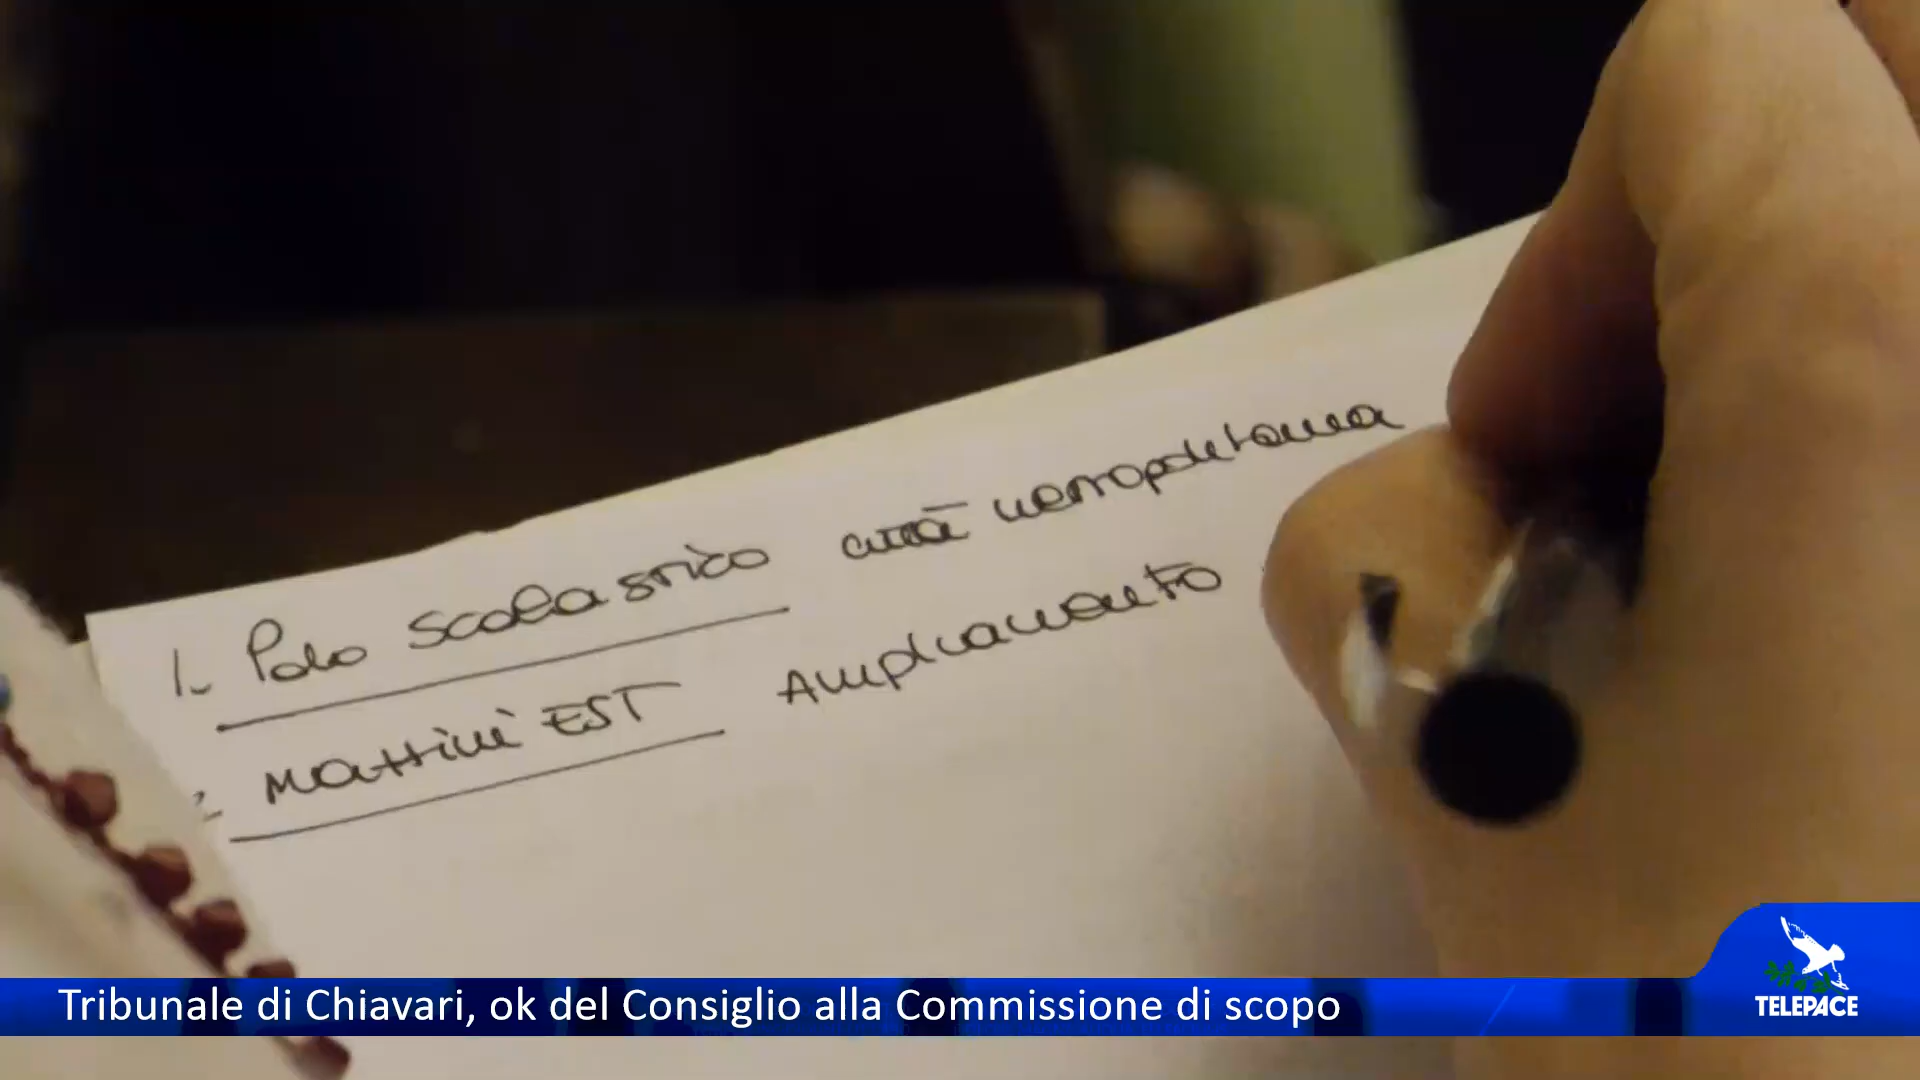 1. Polo Scolastico città metropolitana
2 Mattini EST Ampliamento
Tribunale di Chiavari, ok del Consiglio alla Commissione di scopo
TELEPACE